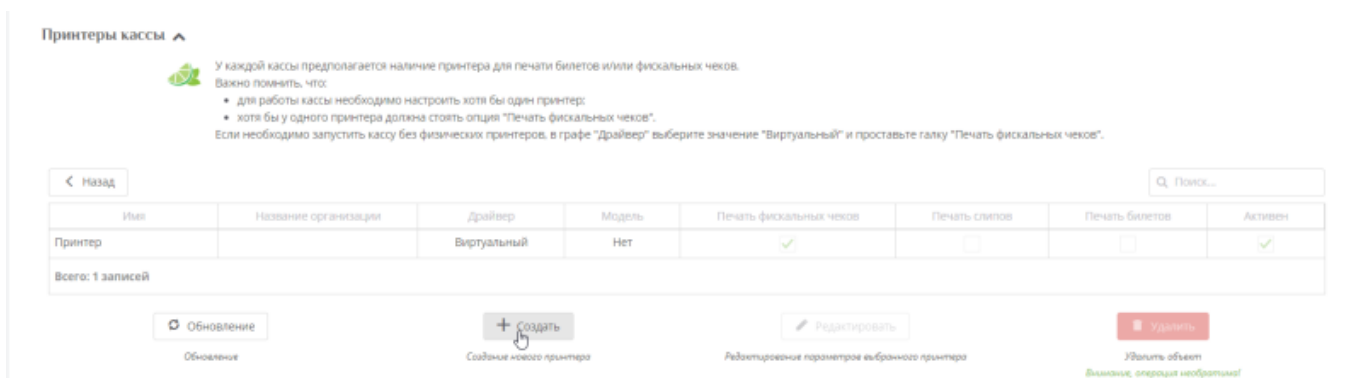 Принтеры кассы
У каждой кассы предполагается наличие принтера для печати билетов и/или фискальных чеков.
Важно помнить, что:
• для работы кассы необходимо настроить хотя бы один принтер;
• хотя бы у одного принтера должна стоять опция "Печать фискальных чеков".
Если необходимо запустить кассу без физических принтеров, в графе "Драйвер" выберите значение "Виртуальный" и проставьте галку "Печать фискальных чеков".
Назад Поиск...
Имя Название организации Драйвер Модель Печать фискальных чеков Печать слипов Печать билетов Активен
Принтер Виртуальный Нет
Всего: 1 записей
Обновление Создать Редактировать Удалить
Обновление Создание нового принтера Редактирование параметров выбранного принтера Удалить объект
Внимание, операция необратима!